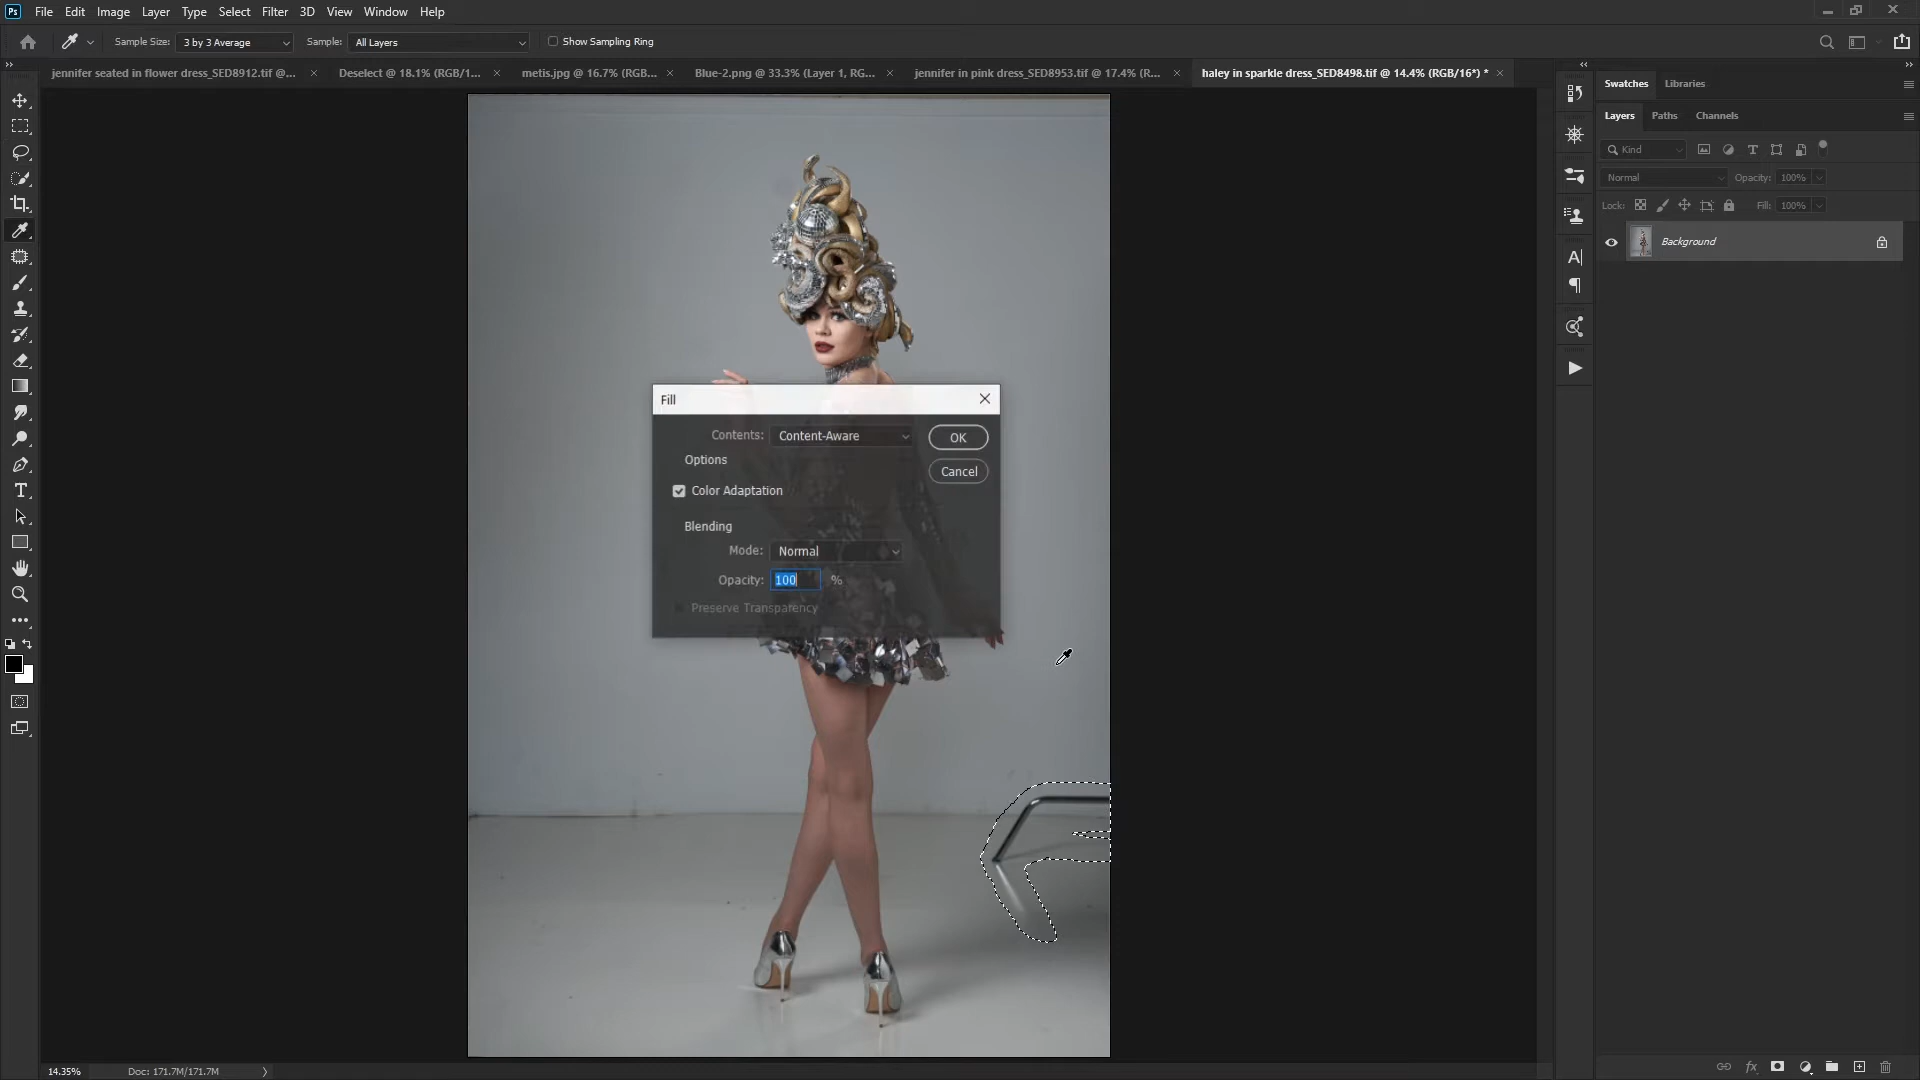 Ps File Edit Image Layer Type Select Filter 3D View Window Help
Sample Size: 3 by 3 Average Sample: All Layers Show Sampling Ring
jennifer seated in flower dress_SED8912.tif @... Deselect @ 18.1% (RGB/1... metis.jpg @ 16.7% (RGB... Blue-2.png @ 33.3% (Layer 1, RG... jennifer in pink dress_SED8953.tif @ 17.4% (R... haley in sparkle dress_SED8498.tif @ 14.4% (RGB/16*) *
Swatches Libraries
Layers Paths Channels
Kind
Normal Opacity: 100%
Lock: Fill: 100%
Background
Fill
Contents: Content-Aware OK
Options
Cancel
Color Adaptation
Blending
Mode: Normal
Opacity: 100 %
Preserve Transparency
14.35% Doc: 171.7M/171.7M